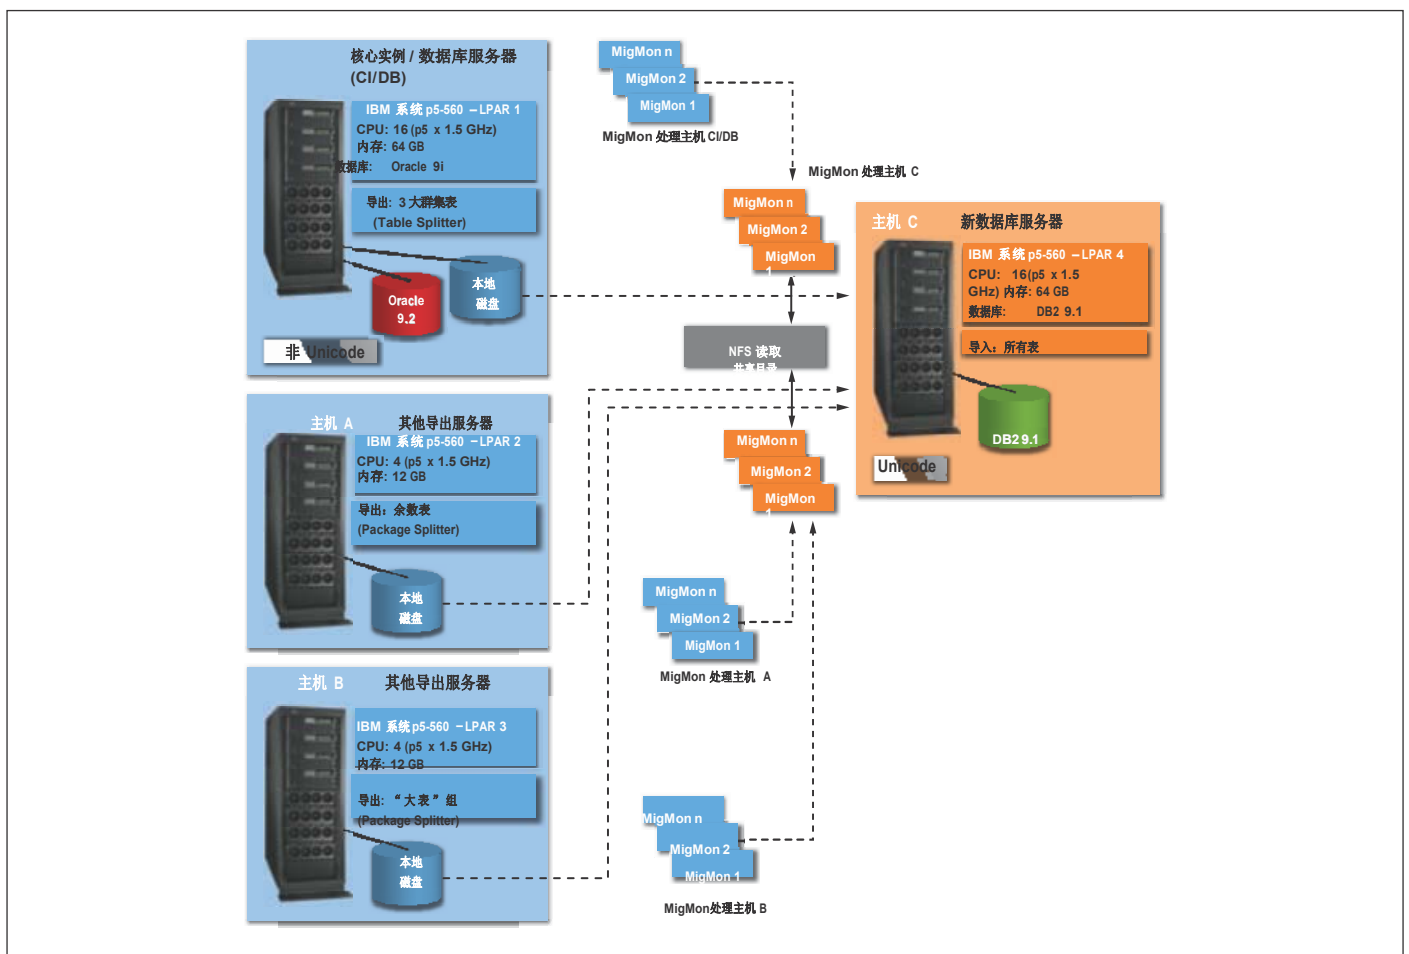 核心实例 / 数据库服务器
(CI/DB)
IBM 系统 p5-560 – LPAR 1
CPU: 16 (p5 x 1.5 GHz)
内存: 64 GB
数据库: Oracle 9i
导出: 3 大群集表
(Table Splitter)
本地
磁盘
Oracle
9.2
非 Unicode
主机 A 其他导出服务器
IBM 系统 p5-560 – LPAR 2
CPU: 4 (p5 x 1.5 GHz)
内存: 12 GB
导出: 余数表
(Package Splitter)
本地
磁盘
主机 B 其他导出服务器
IBM 系统 p5-560 – LPAR 3
CPU: 4 (p5 x 1.5 GHz)
内存: 12 GB
导出: “大表”组
(Package Splitter)
本地
磁盘
MigMon n
MigMon 2
MigMon 1
MigMon 处理主机 CI/DB
MigMon 处理主机 C
MigMon n
MigMon 2
MigMon
1
NFS 读取
共享目录
MigMon n
MigMon 2
MigMon
1
MigMon n
MigMon 2
MigMon 1
MigMon 处理主机 A
MigMon n
MigMon 2
MigMon 1
MigMon处理主机 B
主机 C 新数据库服务器
IBM 系统 p5-560 – LPAR 4
CPU: 16(p5 x 1.5
GHz) 内存: 64 GB
数据库: DB2 9.1
导入: 所有表
DB2 9.1
Unicode